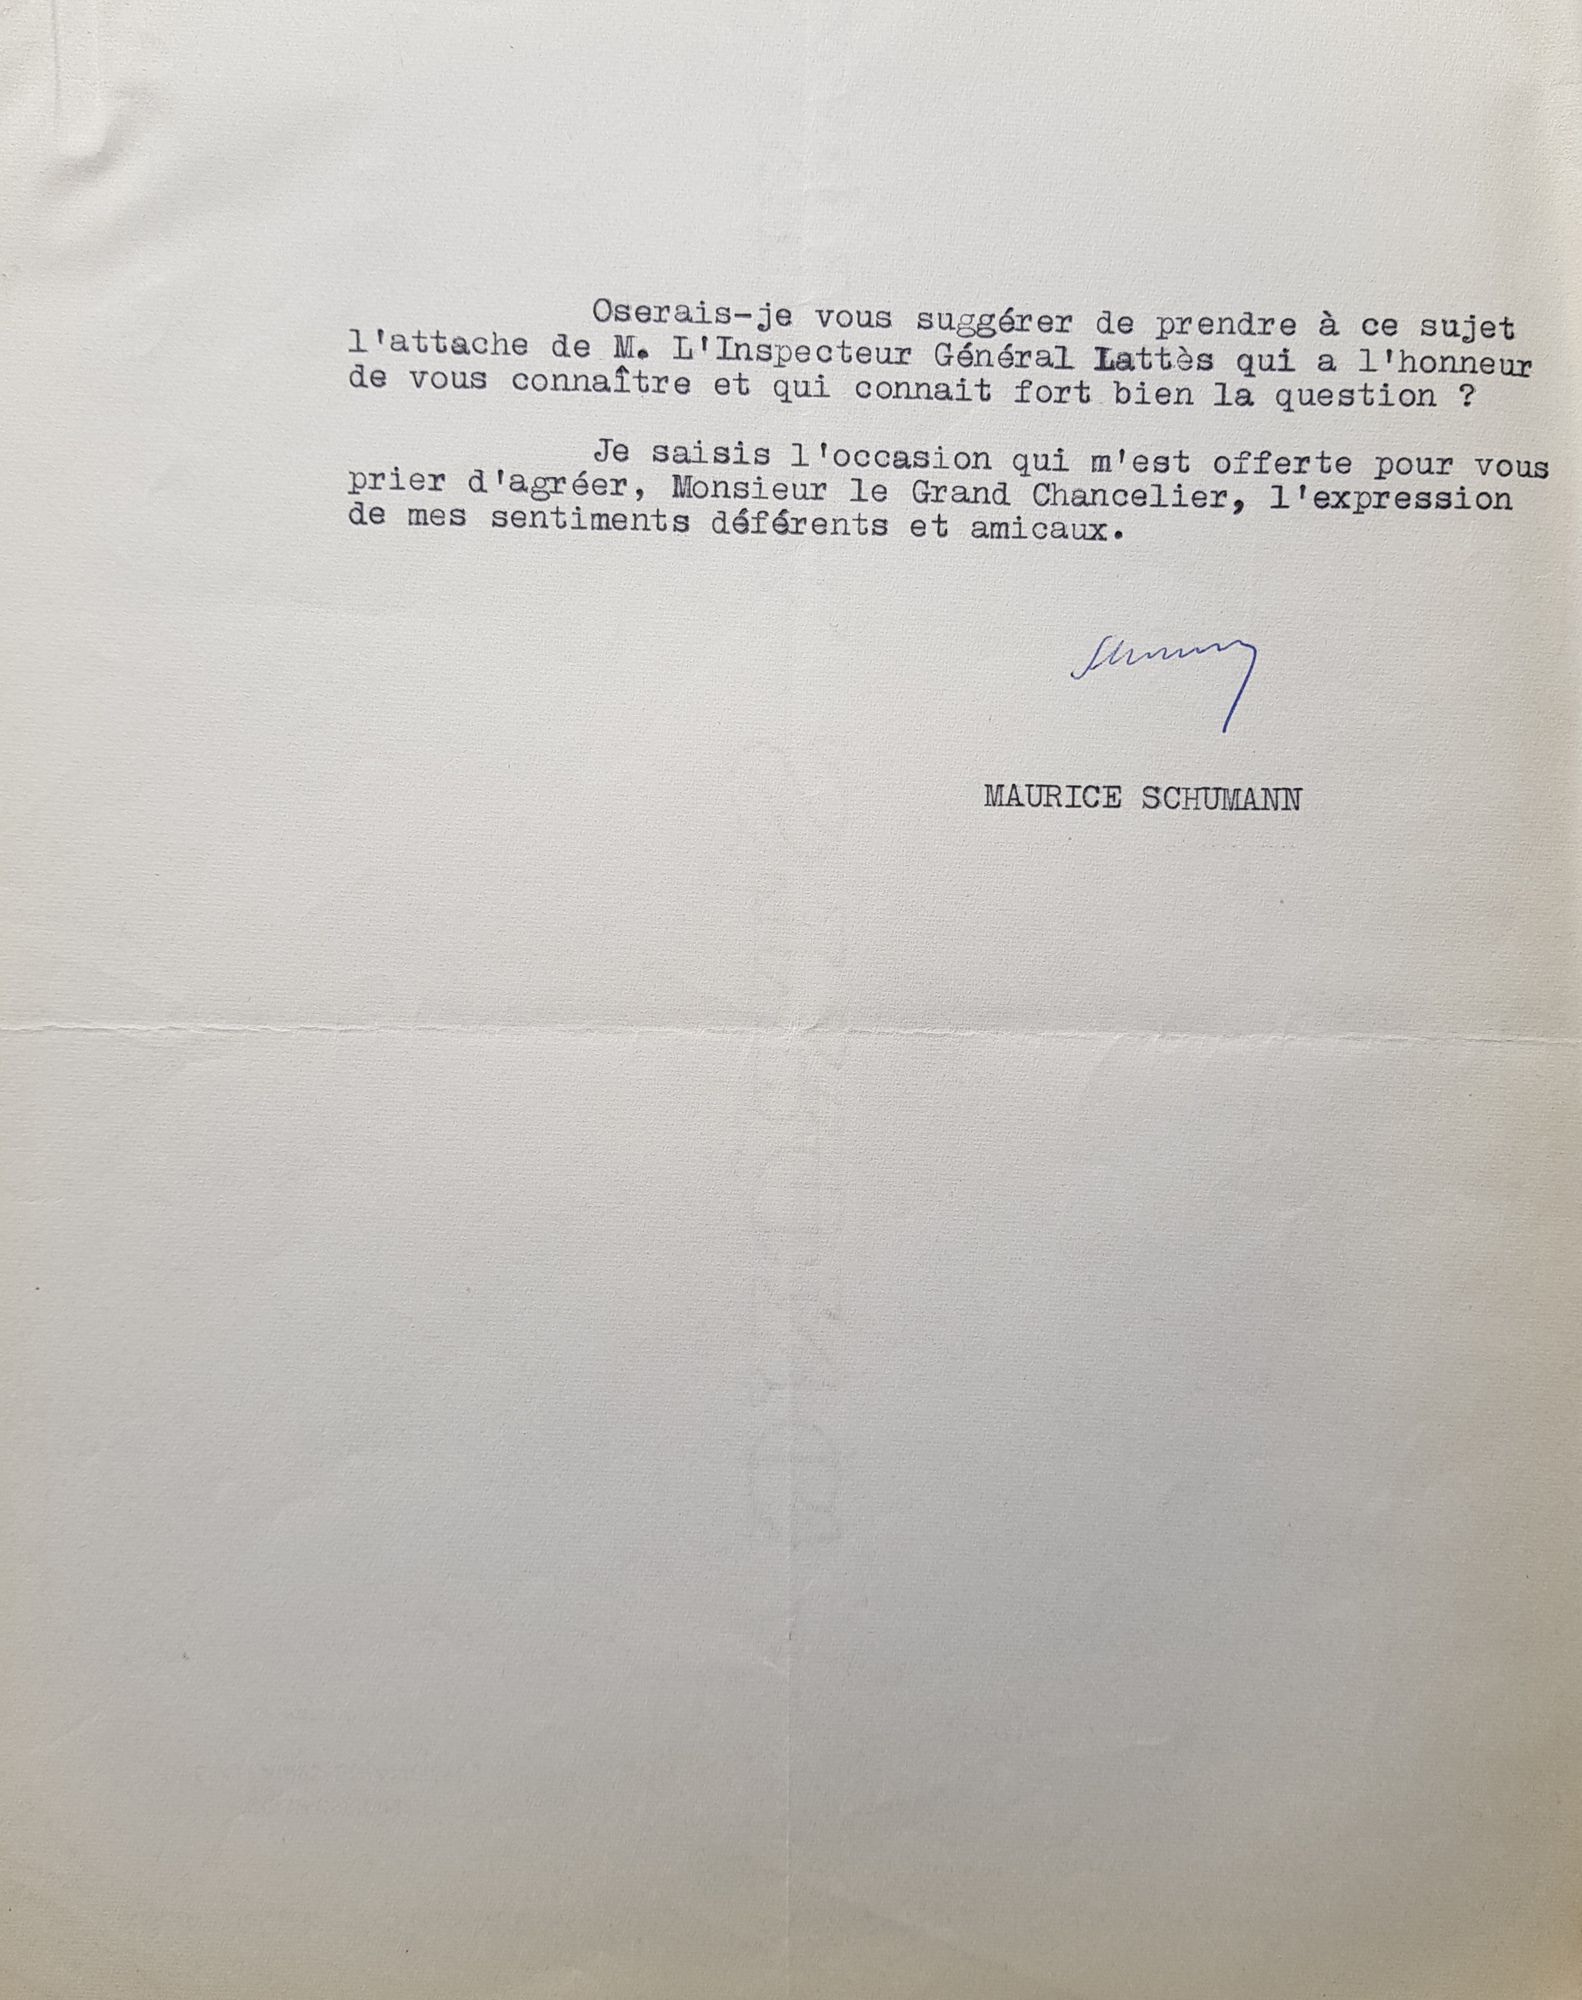 Oserais-je vous suggérer de prendre à ce sujet
l'attache de M. L'Inspecteur Général Lattès qui a l'honneur
de vous connaître et qui connait fort bien la question ?
Je saisis l'occasion qui m'est offerte pour vous
prier d'agréer, Monsieur le Grand Chancelier, l'expression
de mes sentiments déférents et amicaux.
Schumann
MAURICE SCHUMANN